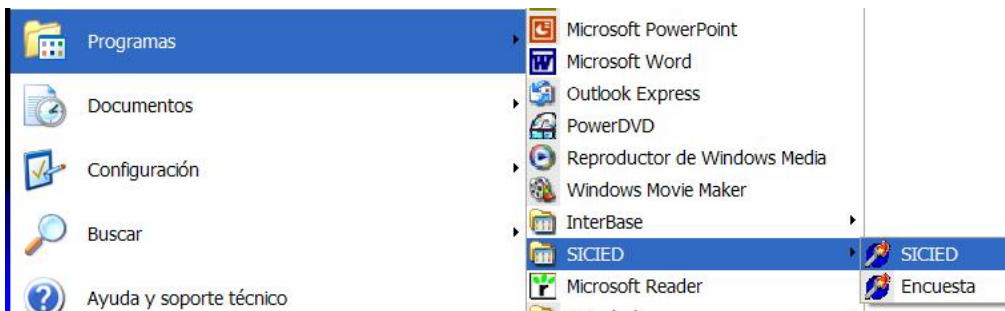 Programas
Documentos
Configuración
Buscar
Ayuda y soporte técnico
Microsoft PowerPoint
Microsoft Word
Outlook Express
PowerDVD
Reproductor de Windows Media
Windows Movie Maker
InterBase
SICIED
Microsoft Reader
SICIED
Encuesta